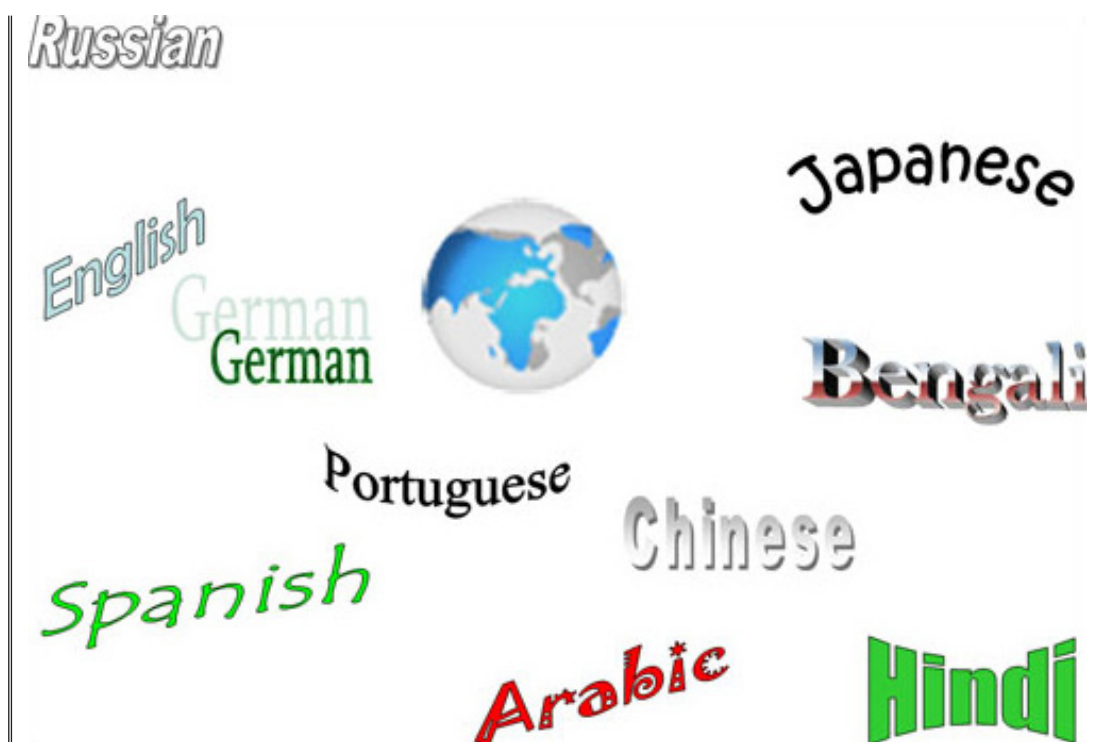 Russian
Japanese
English
German
German
Bengali
Portuguese
Chinese
Spanish
Arabic
Hindi